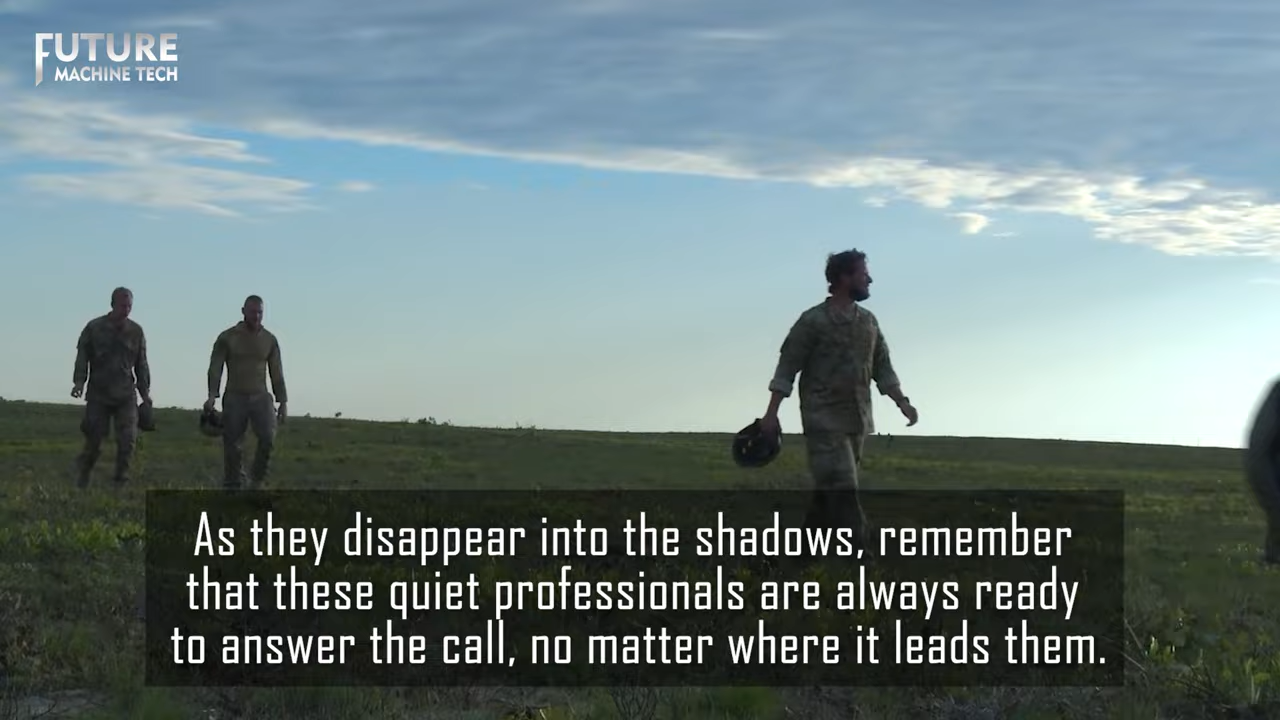 FUTURE
MACHINE TECH
As they disappear into the shadows, remember
that these quiet professionals are always ready
to answer the call, no matter where it leads them.